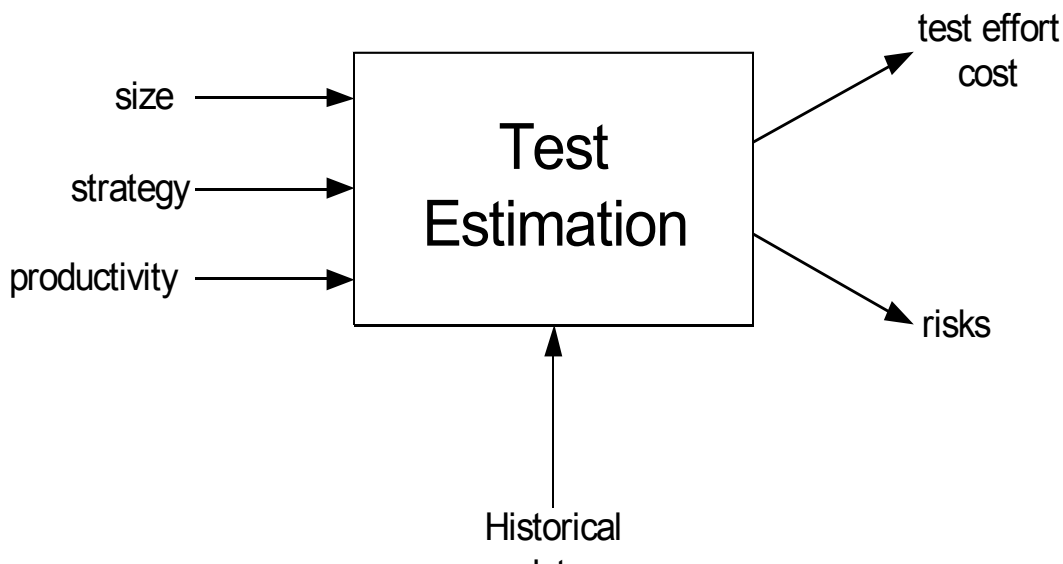 size
strategy
productivity
Test
Estimation
test effort
cost
risks
Historical